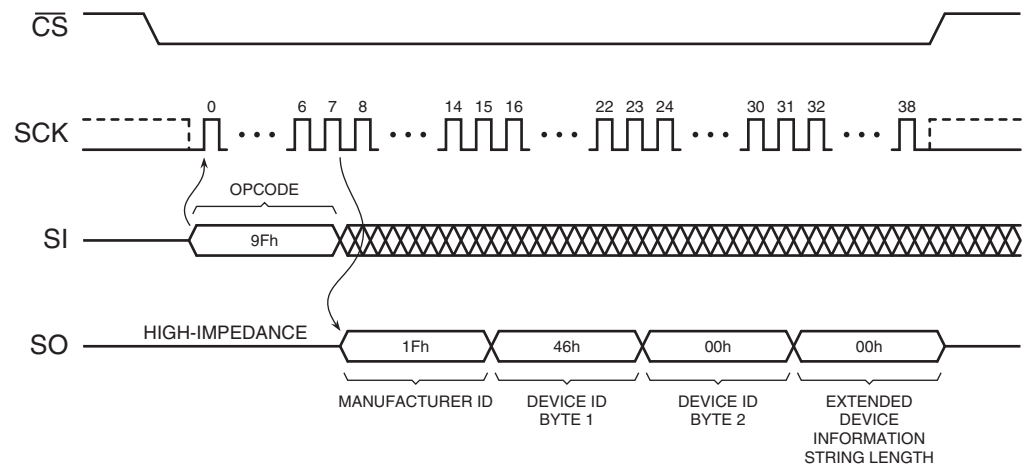 CS
SCK
0
6
7
8
14
15
16
22
23
24
30
31
32
38
OPCODE
SI
9Fh
HIGH-IMPEDANCE
SO
1Fh
46h
00h
00h
MANUFACTURER ID
DEVICE ID
BYTE 1
DEVICE ID
BYTE 2
EXTENDED
DEVICE
INFORMATION
STRING LENGTH